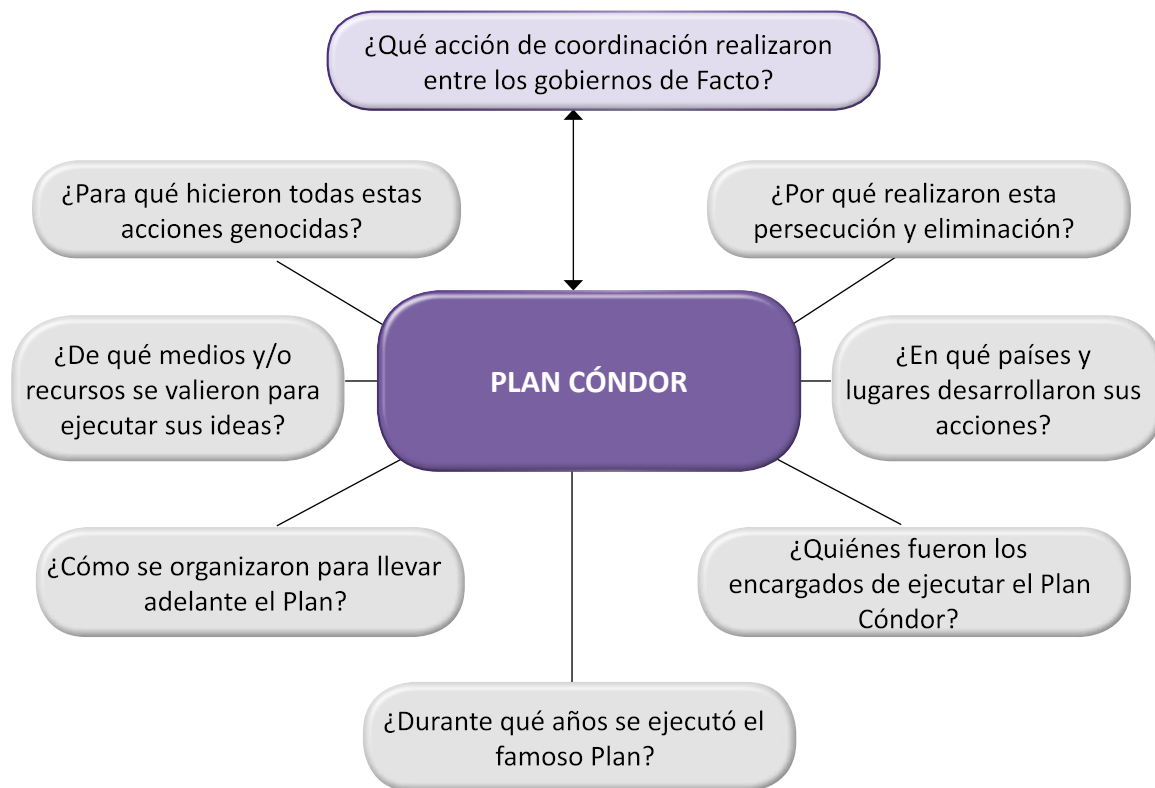 ¿Qué acción de coordinación realizaron
entre los gobiernos de Facto?
¿Para qué hicieron todas estas
acciones genocidas?
¿Por qué realizaron esta
persecución y eliminación?
¿De qué medios y/o
recursos se valieron para
ejecutar sus ideas?
PLAN CÓNDOR
¿En qué países y
lugares desarrollaron sus
acciones?
¿Cómo se organizaron para llevar
adelante el Plan?
¿Quiénes fueron los
encargados de ejecutar el Plan
Cóndor?
¿Durante qué años se ejecutó el
famoso Plan?